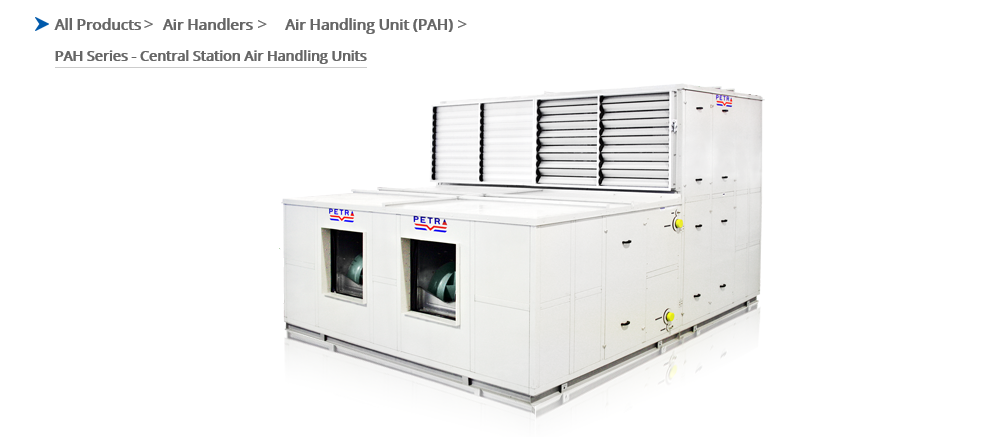 All Products > Air Handlers > Air Handling Unit (PAH) >
PAH Series - Central Station Air Handling Units
PETRA
PETRA
PETRA